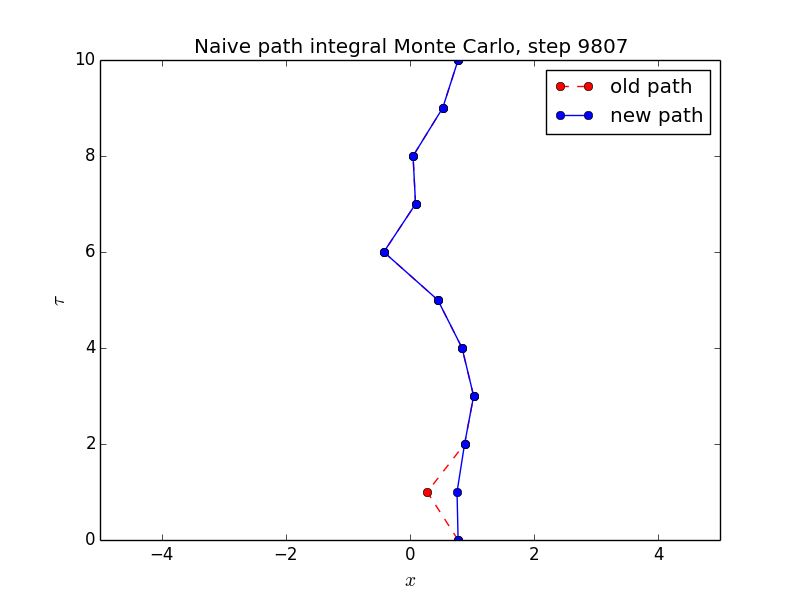 Naive path integral Monte Carlo, step 9807
old path
new path
10
8
6
4
2
0
τ
−4 −2 0 2 4
x